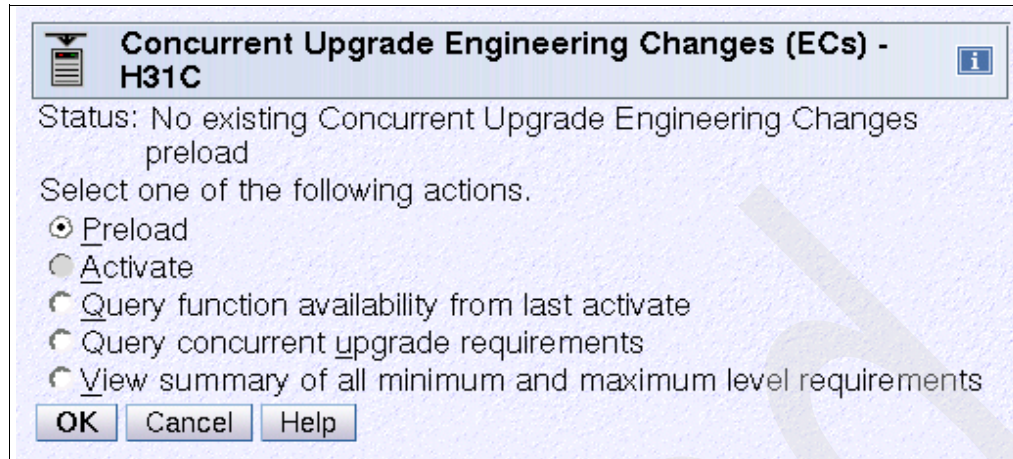 Concurrent Upgrade Engineering Changes (ECs) -
H31C
i
Status: No existing Concurrent Upgrade Engineering Changes
preload
Select one of the following actions.
Preload
Activate
Query function availability from last activate
Query concurrent upgrade requirements
View summary of all minimum and maximum level requirements
OK Cancel Help